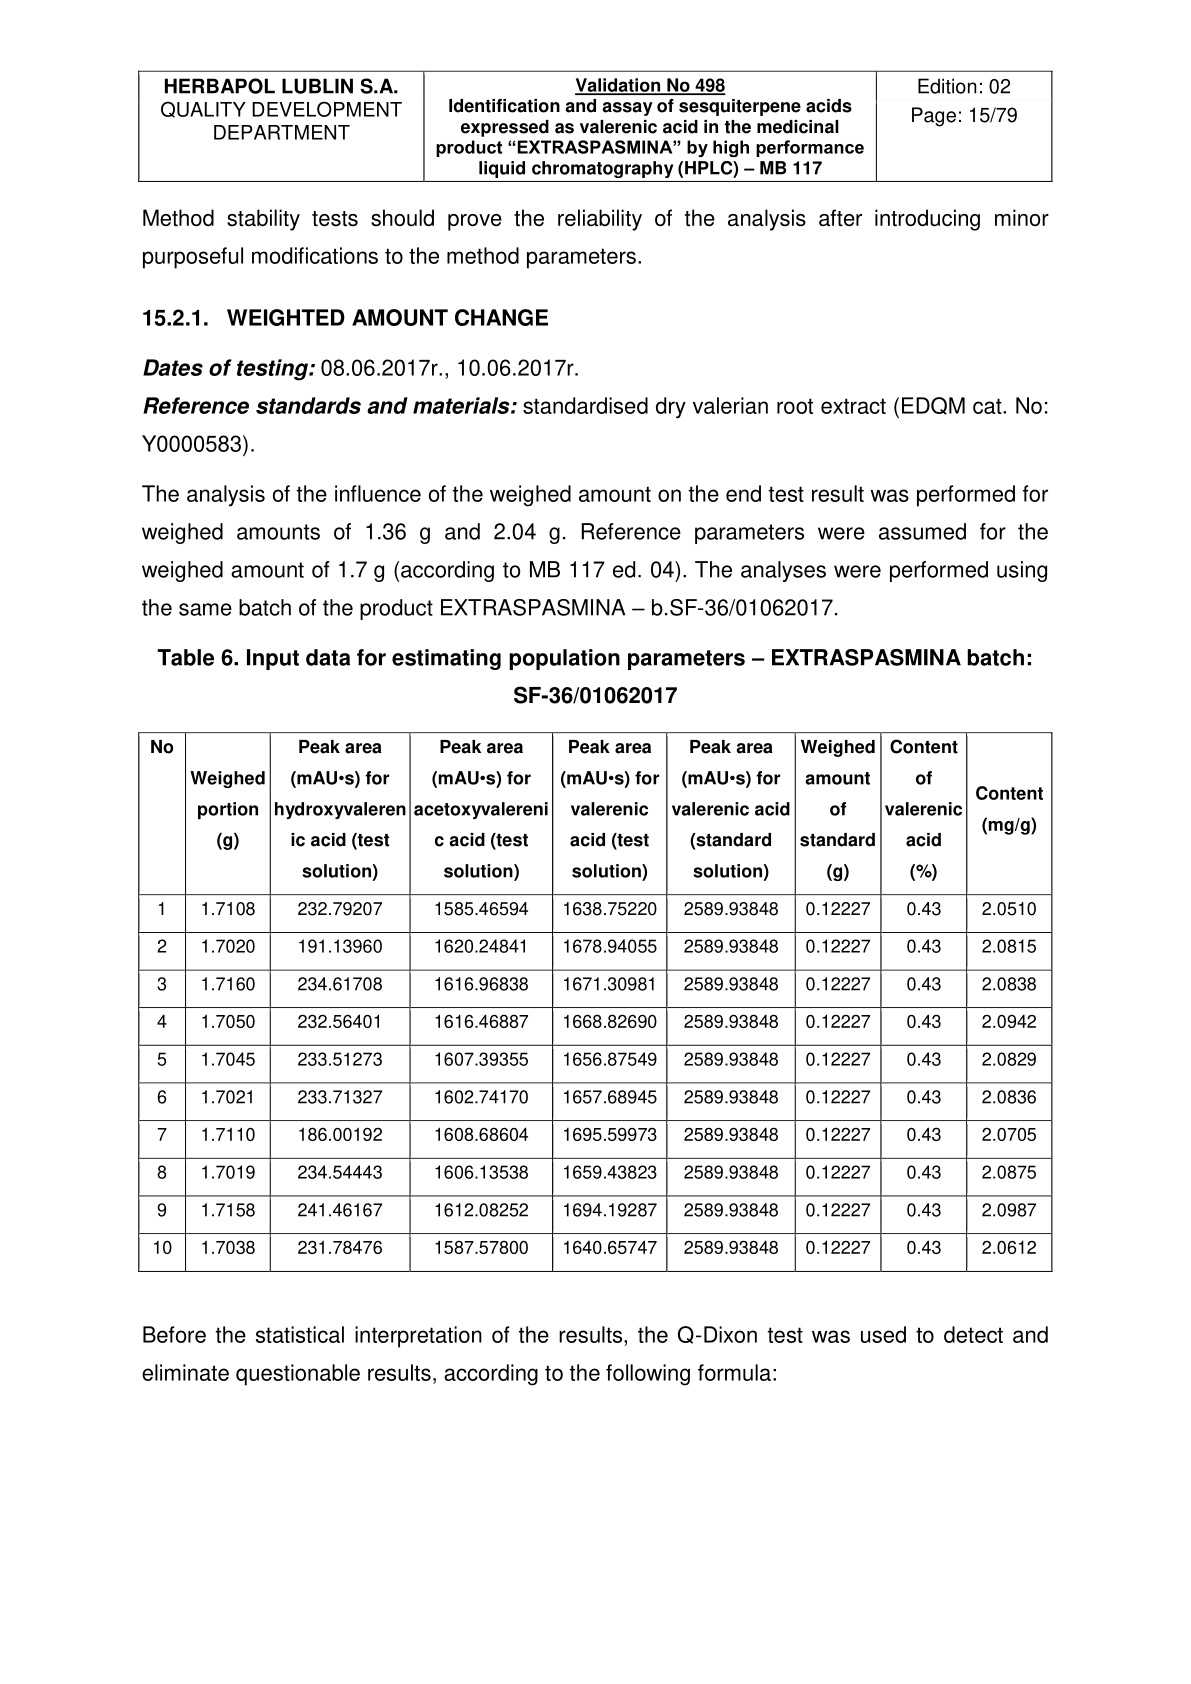 HERBAPOL LUBLIN S.A.
QUALITY DEVELOPMENT
DEPARTMENT
Validation No 498
Identification and assay of sesquiterpene acids
expressed as valerenic acid in the medicinal
product “EXTRASPASMINA” by high performance
liquid chromatography (HPLC) – MB 117
Edition: 02
Page: 15/79
Method stability tests should prove the reliability of the analysis after introducing minor
purposeful modifications to the method parameters.
15.2.1. WEIGHTED AMOUNT CHANGE
Dates of testing: 08.06.2017r., 10.06.2017r.
Reference standards and materials: standardised dry valerian root extract (EDQM cat. No:
Y0000583).
The analysis of the influence of the weighed amount on the end test result was performed for
weighed amounts of 1.36 g and 2.04 g. Reference parameters were assumed for the
weighed amount of 1.7 g (according to MB 117 ed. 04). The analyses were performed using
the same batch of the product EXTRASPASMINA – b.SF-36/01062017.
Table 6. Input data for estimating population parameters – EXTRASPASMINA batch:
SF-36/01062017
No
Weighed
portion
(g)
Peak area
(mAU•s) for
hydroxyvaleren
ic acid (test
solution)
Peak area
(mAU•s) for
acetoxyvalereni
c acid (test
solution)
Peak area
(mAU•s) for
valerenic
acid (test
solution)
Peak area
(mAU•s) for
valerenic acid
(standard
solution)
Weighed
amount
of
standard
(g)
Content
of
valerenic
acid
(%)
Content
(mg/g)
1 1.7108 232.79207 1585.46594 1638.75220 2589.93848 0.12227 0.43 2.0510
2 1.7020 191.13960 1620.24841 1678.94055 2589.93848 0.12227 0.43 2.0815
3 1.7160 234.61708 1616.96838 1671.30981 2589.93848 0.12227 0.43 2.0838
4 1.7050 232.56401 1616.46887 1668.82690 2589.93848 0.12227 0.43 2.0942
5 1.7045 233.51273 1607.39355 1656.87549 2589.93848 0.12227 0.43 2.0829
6 1.7021 233.71327 1602.74170 1657.68945 2589.93848 0.12227 0.43 2.0836
7 1.7110 186.00192 1608.68604 1695.59973 2589.93848 0.12227 0.43 2.0705
8 1.7019 234.54443 1606.13538 1659.43823 2589.93848 0.12227 0.43 2.0875
9 1.7158 241.46167 1612.08252 1694.19287 2589.93848 0.12227 0.43 2.0987
10 1.7038 231.78476 1587.57800 1640.65747 2589.93848 0.12227 0.43 2.0612
Before the statistical interpretation of the results, the Q-Dixon test was used to detect and
eliminate questionable results, according to the following formula: